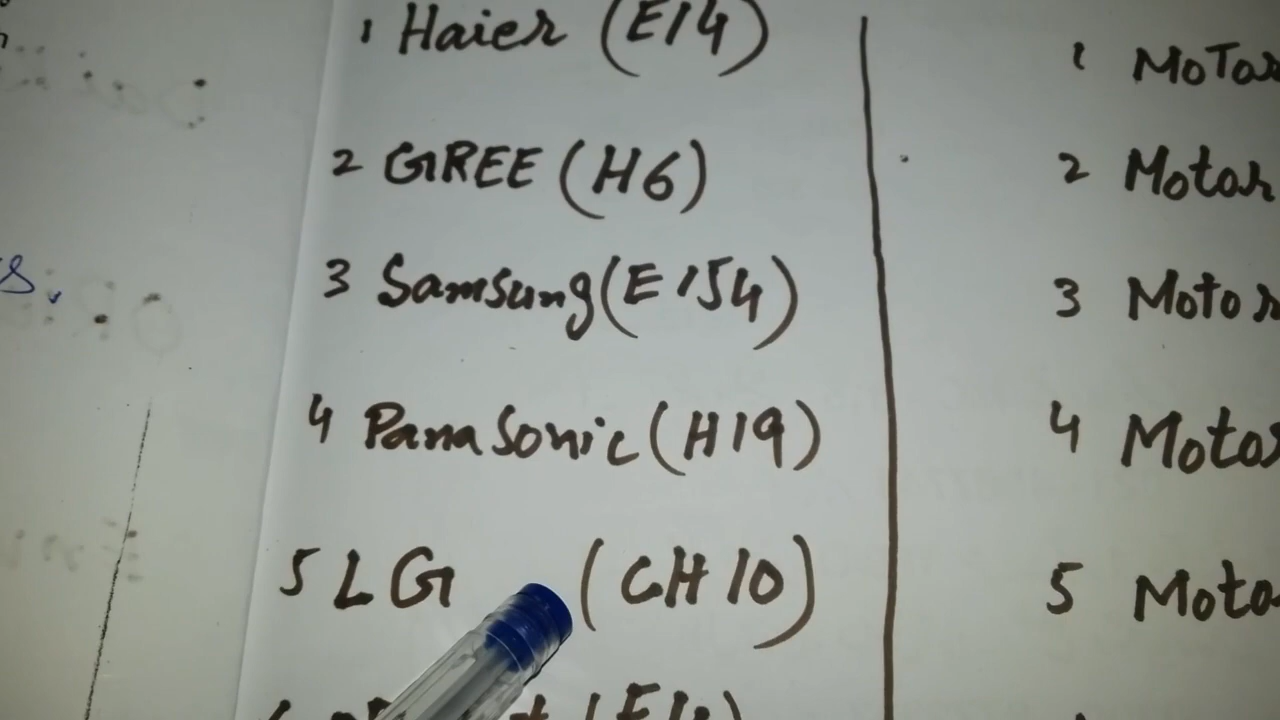 1 Haier (E14)
2 GREE (H6)
3 Samsung (E154)
4 Panasonic (H19)
5 LG (CH10)
1 MoTor
2 Motor
3 Motor
4 Motor
5 Motor